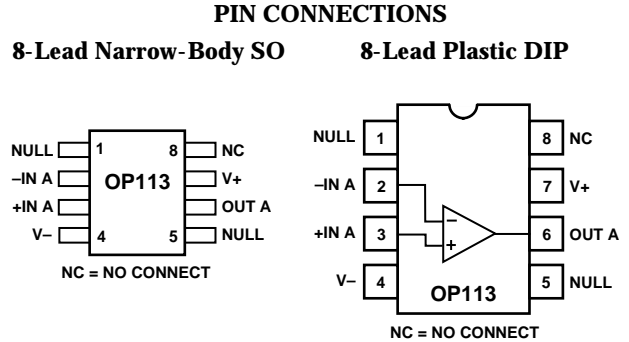 PIN CONNECTIONS
8-Lead Narrow-Body SO
8-Lead Plastic DIP
NULL 1 8 NC
–IN A V+
OP113
+IN A OUT A
V– 4 5 NULL
NC = NO CONNECT
NULL 1 8 NC
–IN A 2 7 V+
+IN A 3 6 OUT A
– +
V– 4 5 NULL
OP113
NC = NO CONNECT